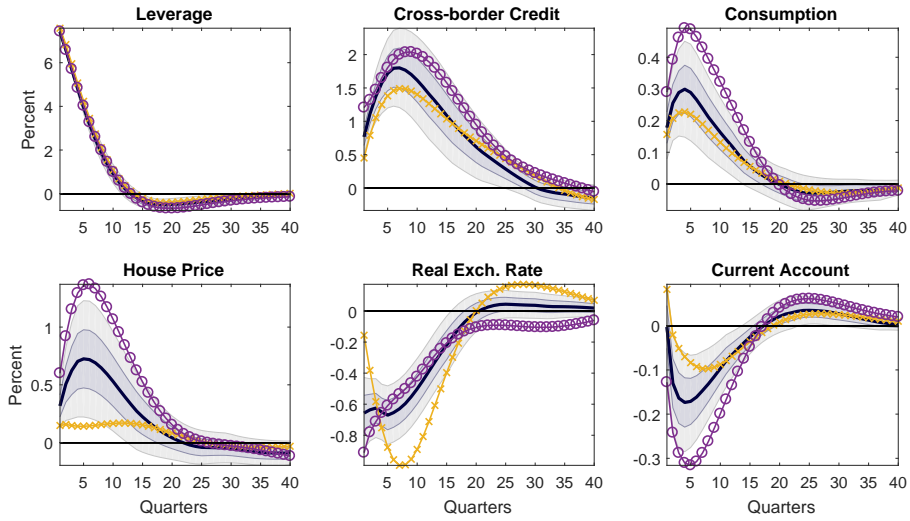 Leverage
Percent
6
4
2
0
5 10 15 20 25 30 35 40
Cross-border Credit
2
1.5
1
0.5
0
5 10 15 20 25 30 35 40
Consumption
0.4
0.3
0.2
0.1
0
5 10 15 20 25 30 35 40
House Price
Percent
1
0.5
0
5 10 15 20 25 30 35 40
Quarters
Real Exch. Rate
0
-0.2
-0.4
-0.6
-0.8
5 10 15 20 25 30 35 40
Quarters
Current Account
0
-0.1
-0.2
-0.3
5 10 15 20 25 30 35 40
Quarters